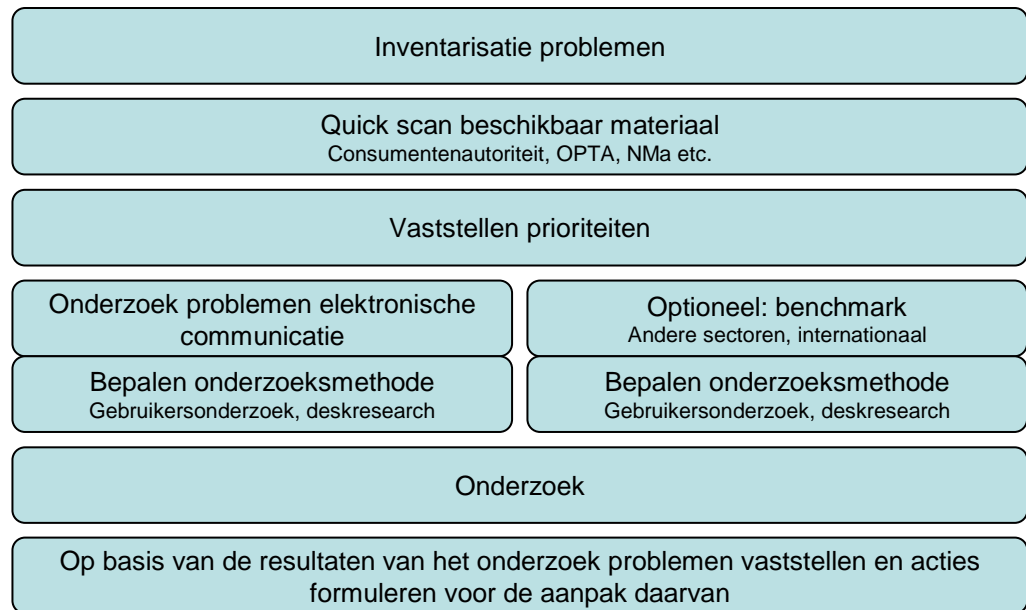 Inventarisatie problemen
Quick scan beschikbaar materiaal
Consumentenautoriteit, OPTA, NMa etc.
Vaststellen prioriteiten
Onderzoek problemen elektronische
communicatie
Optioneel: benchmark
Andere sectoren, internationaal
Bepalen onderzoeksmethode
Gebruikersonderzoek, deskresearch
Bepalen onderzoeksmethode
Gebruikersonderzoek, deskresearch
Onderzoek
Op basis van de resultaten van het onderzoek problemen vaststellen en acties
formuleren voor de aanpak daarvan